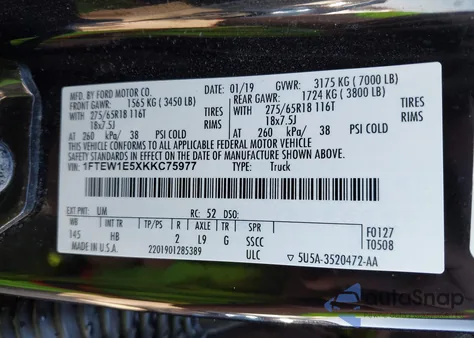 MFD. BY FORD MOTOR CO. 01/19 GVWR: 3175 KG (7000 LB)
FRONT GAWR: 1565 KG (3450 LB) REAR GAWR: 1724 KG (3800 LB)
WITH 275/65R18 116T TIRES WITH 275/65R18 116T TIRES
18x7.5J RIMS 18x7.5J RIMS
AT 260 kPa/ 38 PSI COLD AT 260 kPa/ 38 PSI COLD
THIS VEHICLE CONFORMS TO ALL APPLICABLE FEDERAL MOTOR VEHICLE
SAFETY STANDARDS IN EFFECT ON THE DATE OF MANUFACTURE SHOWN ABOVE.
VIN: 1FTEW1E5XKKC75977 TYPE: Truck
EXT PNT: UM RC: 52 DSO:
WB INT TR TP/PS R AXLE TR SPR F0127
145 HB 2 L9 G SSCC T0508
MADE IN U.S.A. 2201901285389 ULC 5U5A-3520472-AA
AutoSnap